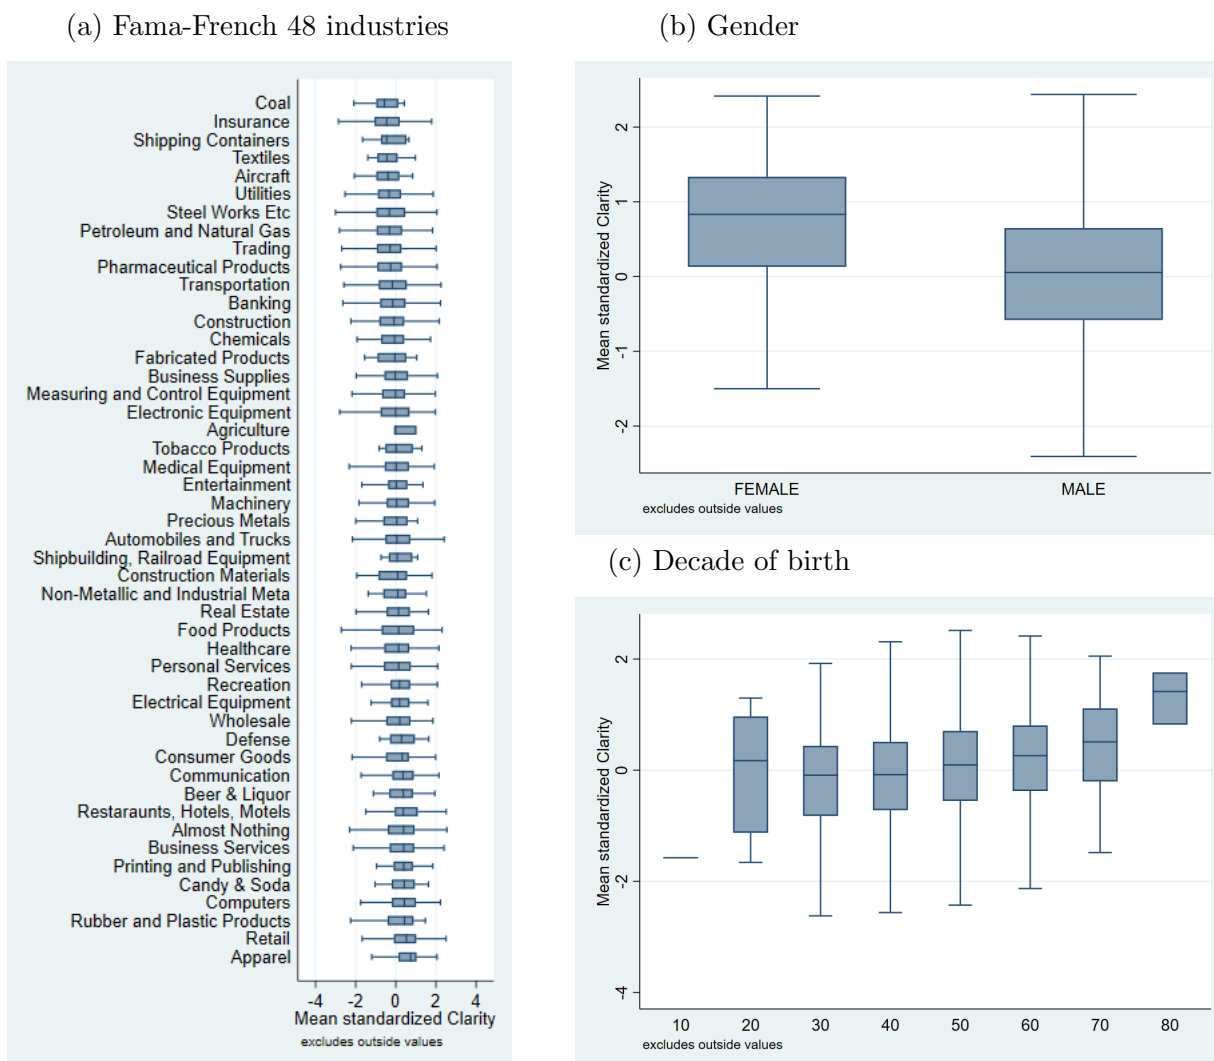 (a) Fama-French 48 industries
Coal
Insurance
Shipping Containers
Textiles
Aircraft
Utilities
Steel Works Etc
Petroleum and Natural Gas
Trading
Pharmaceutical Products
Transportation
Banking
Construction
Chemicals
Fabricated Products
Business Supplies
Measuring and Control Equipment
Electronic Equipment
Agriculture
Tobacco Products
Medical Equipment
Entertainment
Machinery
Precious Metals
Automobiles and Trucks
Shipbuilding, Railroad Equipment
Construction Materials
Non-Metallic and Industrial Meta
Real Estate
Food Products
Healthcare
Personal Services
Recreation
Electrical Equipment
Wholesale
Defense
Consumer Goods
Communication
Beer & Liquor
Restaraunts, Hotels, Motels
Almost Nothing
Business Services
Printing and Publishing
Candy & Soda
Computers
Rubber and Plastic Products
Retail
Apparel
-4 -2 0 2 4
Mean standardized Clarity
excludes outside values
(b) Gender
Mean standardized Clarity
2
1
0
-1
-2
FEMALE MALE
excludes outside values
(c) Decade of birth
Mean standardized Clarity
2
0
-2
-4
10 20 30 40 50 60 70 80
excludes outside values